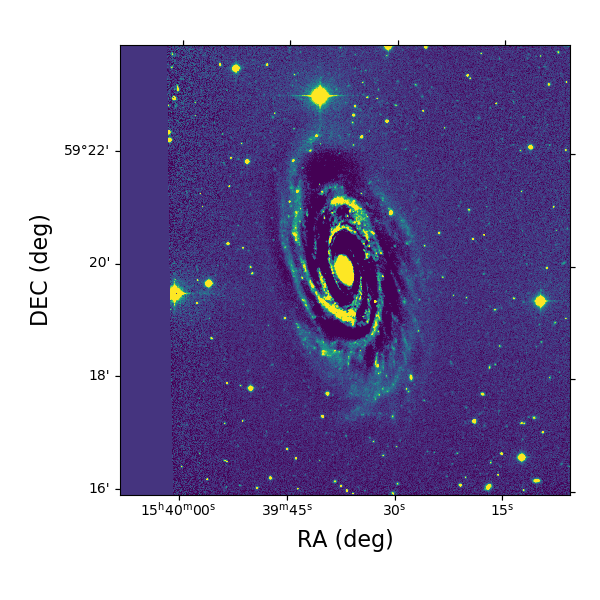 59°22'
20'
18'
16'
15ʰ40ᵐ00ˢ 39ᵐ45ˢ 30ˢ 15ˢ
RA (deg)
DEC (deg)